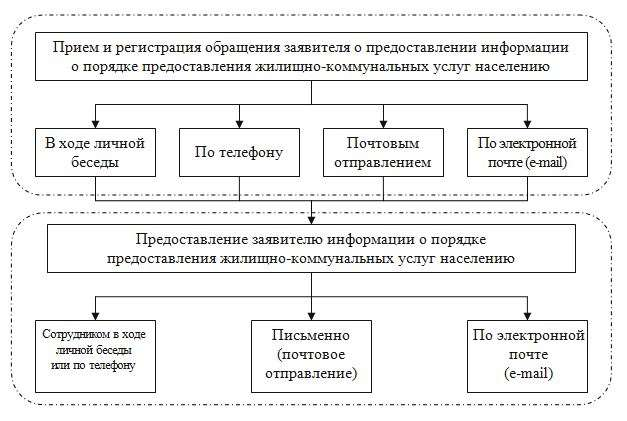 Прием и регистрация обращения заявителя о предоставлении информации
о порядке предоставления жилищно-коммунальных услуг населению
В ходе личной
беседы
По телефону
Почтовым
отправлением
По электронной
почте (e-mail)
Предоставление заявителю информации о порядке
предоставления жилищно-коммунальных услуг населению
Сотрудником в ходе
личной беседы
или по телефону
Письменно
(почтовое
отправление)
По электронной
почте
(e-mail)